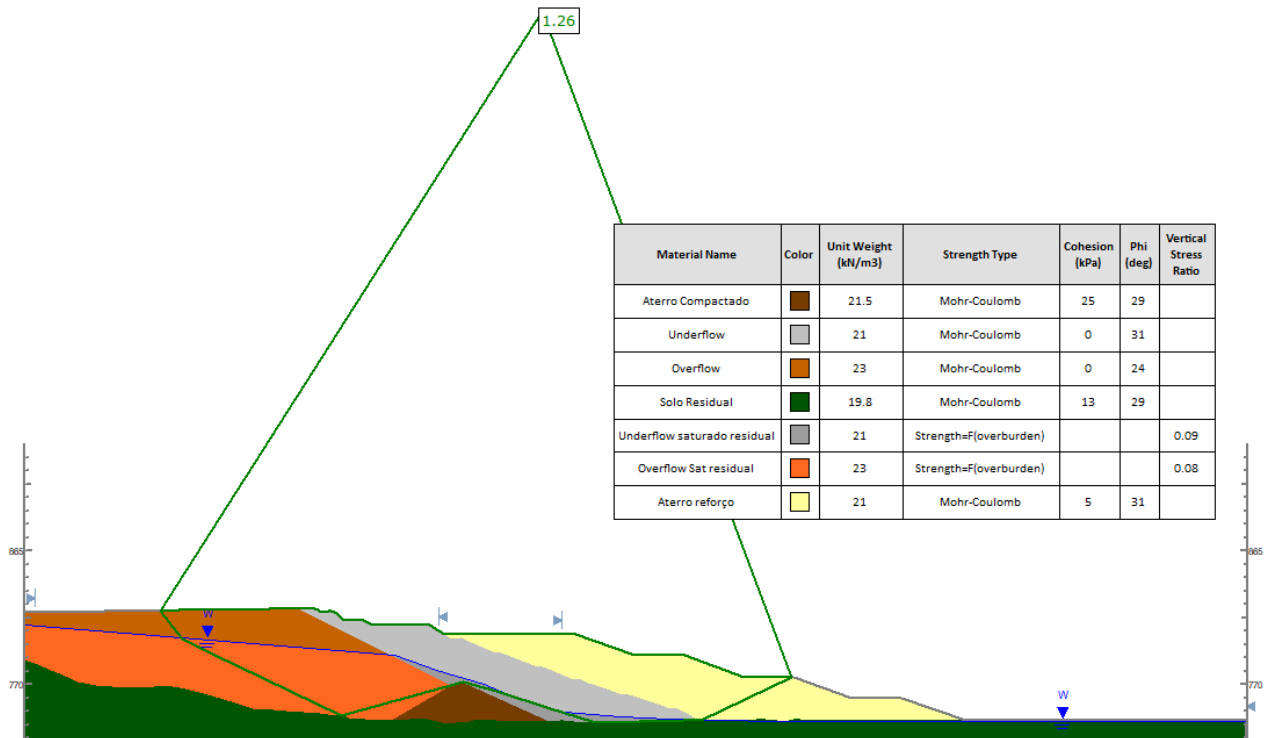 1.26
Material Name Color Unit Weight (kN/m3) Strength Type Cohesion (kPa) Phi (deg) Vertical Stress Ratio
Aterro Compactado 21.5 Mohr-Coulomb 25 29
Underflow 21 Mohr-Coulomb 0 31
Overflow 23 Mohr-Coulomb 0 24
Solo Residual 19.8 Mohr-Coulomb 13 29
Underflow saturado residual 21 Strength=F(overburden) 0.09
Overflow Sat residual 23 Strength=F(overburden) 0.08
Aterro reforço 21 Mohr-Coulomb 5 31
865 865
W
770 770
W